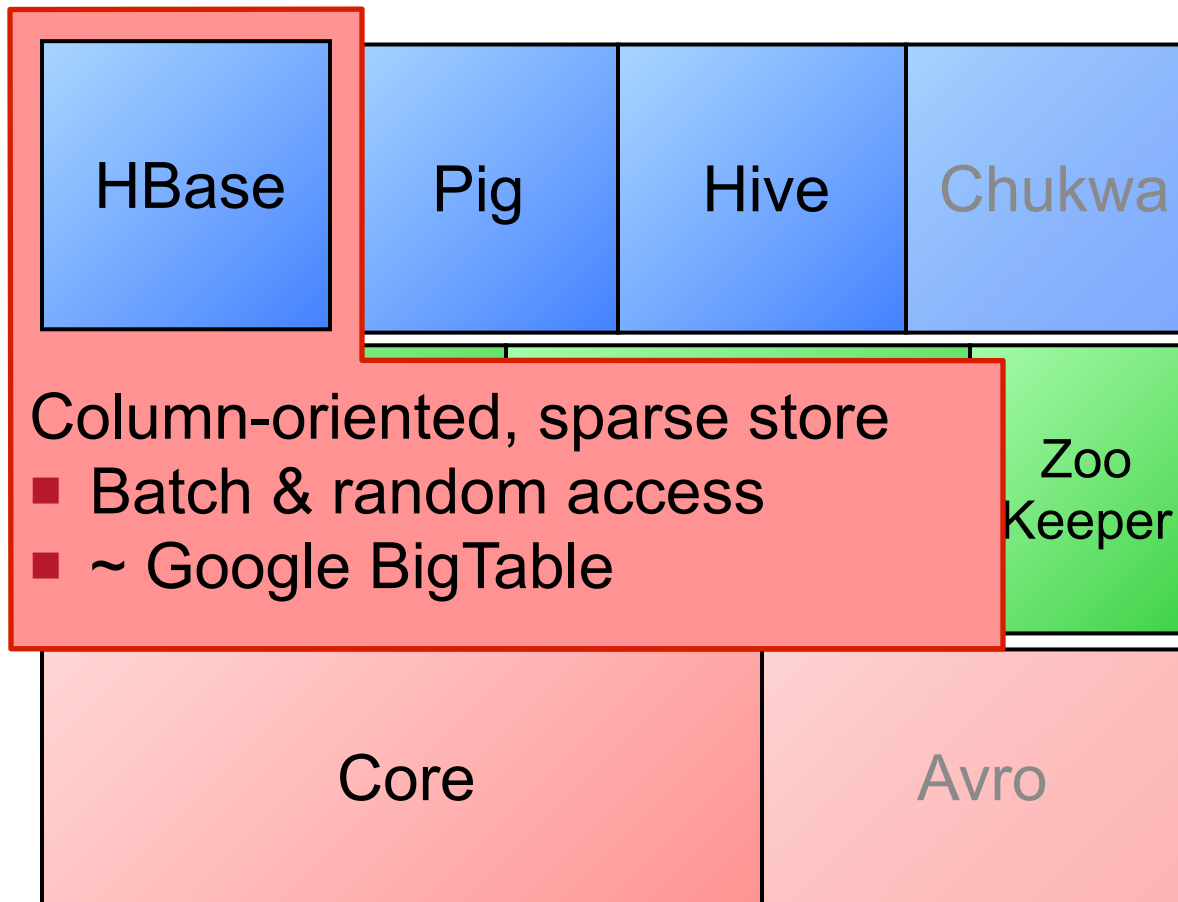 HBase
Pig
Hive
Chukwa
Column-oriented, sparse store
■ Batch & random access
■ ~ Google BigTable
Zoo
Keeper
Core
Avro